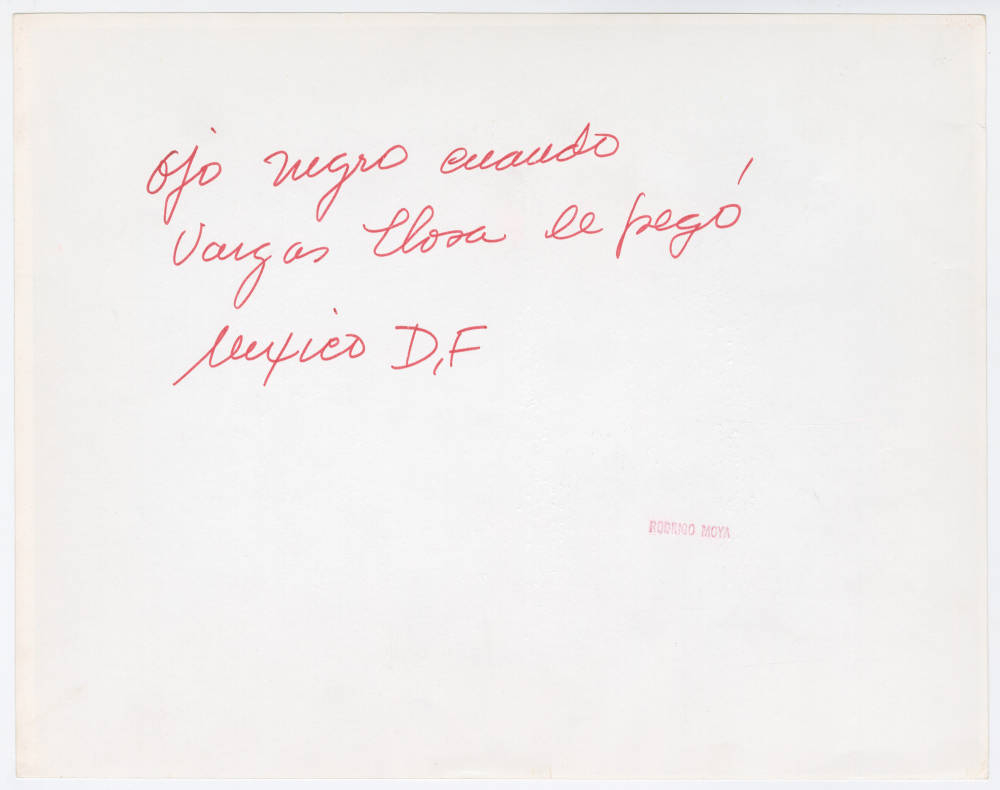 Ojo negro cuando
Vargas Llosa le pegó
Mexico D,F
RODRIGO MOYA